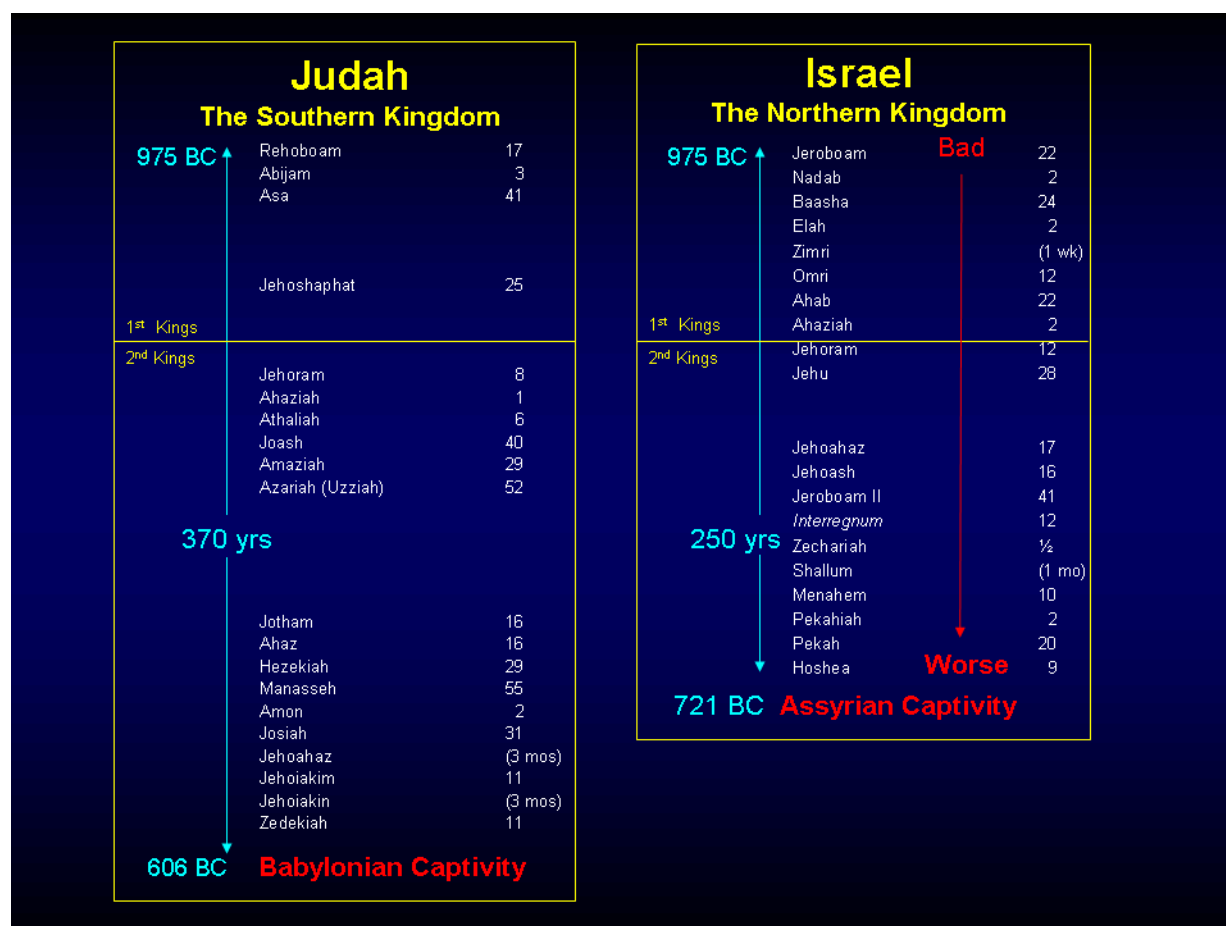 Judah
The Southern Kingdom
975 BC
Rehoboam 17
Abijam 3
Asa 41
Jehoshaphat 25
1st Kings
2nd Kings
Jehoram 8
Ahaziah 1
Athaliah 6
Joash 40
Amaziah 29
Azariah (Uzziah) 52
370 yrs
Jotham 16
Ahaz 16
Hezekiah 29
Manasseh 55
Amon 2
Josiah 31
Jehoahaz (3 mos)
Jehoiakim 11
Jehoiakin (3 mos)
Zedekiah 11
606 BC Babylonian Captivity
Israel
The Northern Kingdom
975 BC
Jeroboam Bad 22
Nadab 2
Baasha 24
Elah 2
Zimri (1 wk)
Omri 12
Ahab 22
1st Kings Ahaziah 2
Jehoram 12
2nd Kings
Jehu 28
Jehoahaz 17
Jehoash 16
Jeroboam II 41
Interregnum 12
250 yrs Zechariah ½
Shallum (1 mo)
Menahem 10
Pekahiah 2
Pekah 20
Hoshea Worse 9
721 BC Assyrian Captivity